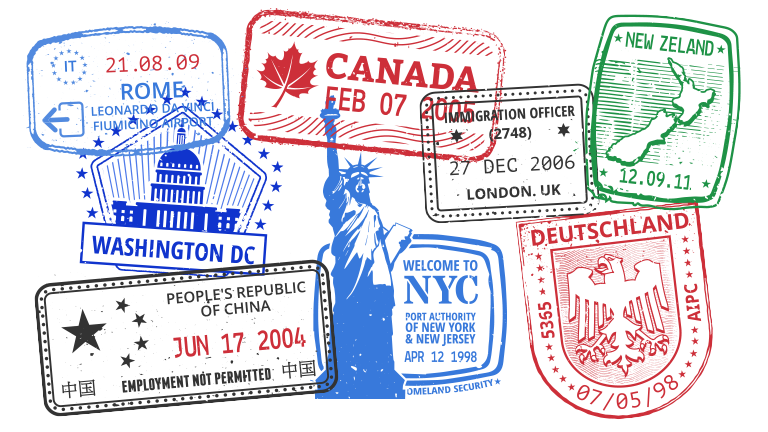 IT
21.08.09
ROME
LEONARDO DA VINCI
FIUMICINO AIRPORT
CANADA
FEB 07 2005
IMMIGRATION OFFICER
(2748)
27 DEC 2006
LONDON. UK
NEW ZELAND
12.09.11
WASHINGTON DC
PEOPLE'S REPUBLIC
OF CHINA
JUN 17 2004
中国 EMPLOYMENT NOT PERMITTED 中国
WELCOME TO
NYC
PORT AUTHORITY
OF NEW YORK
& NEW JERSEY
APR 12 1998
OMELAND SECURITY
DEUTSCHLAND
5365
AIPC
07/05/98